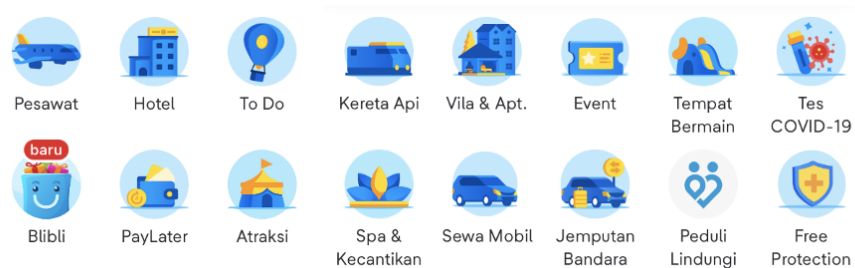 Pesawat
Hotel
To Do
Kereta Api
Vila & Apt.
Event
Tempat
Bermain
Tes
COVID-19
baru
Blibli
PayLater
Atraksi
Spa &
Kecantikan
Sewa Mobil
Jemputan
Bandara
Peduli
Lindungi
Free
Protection